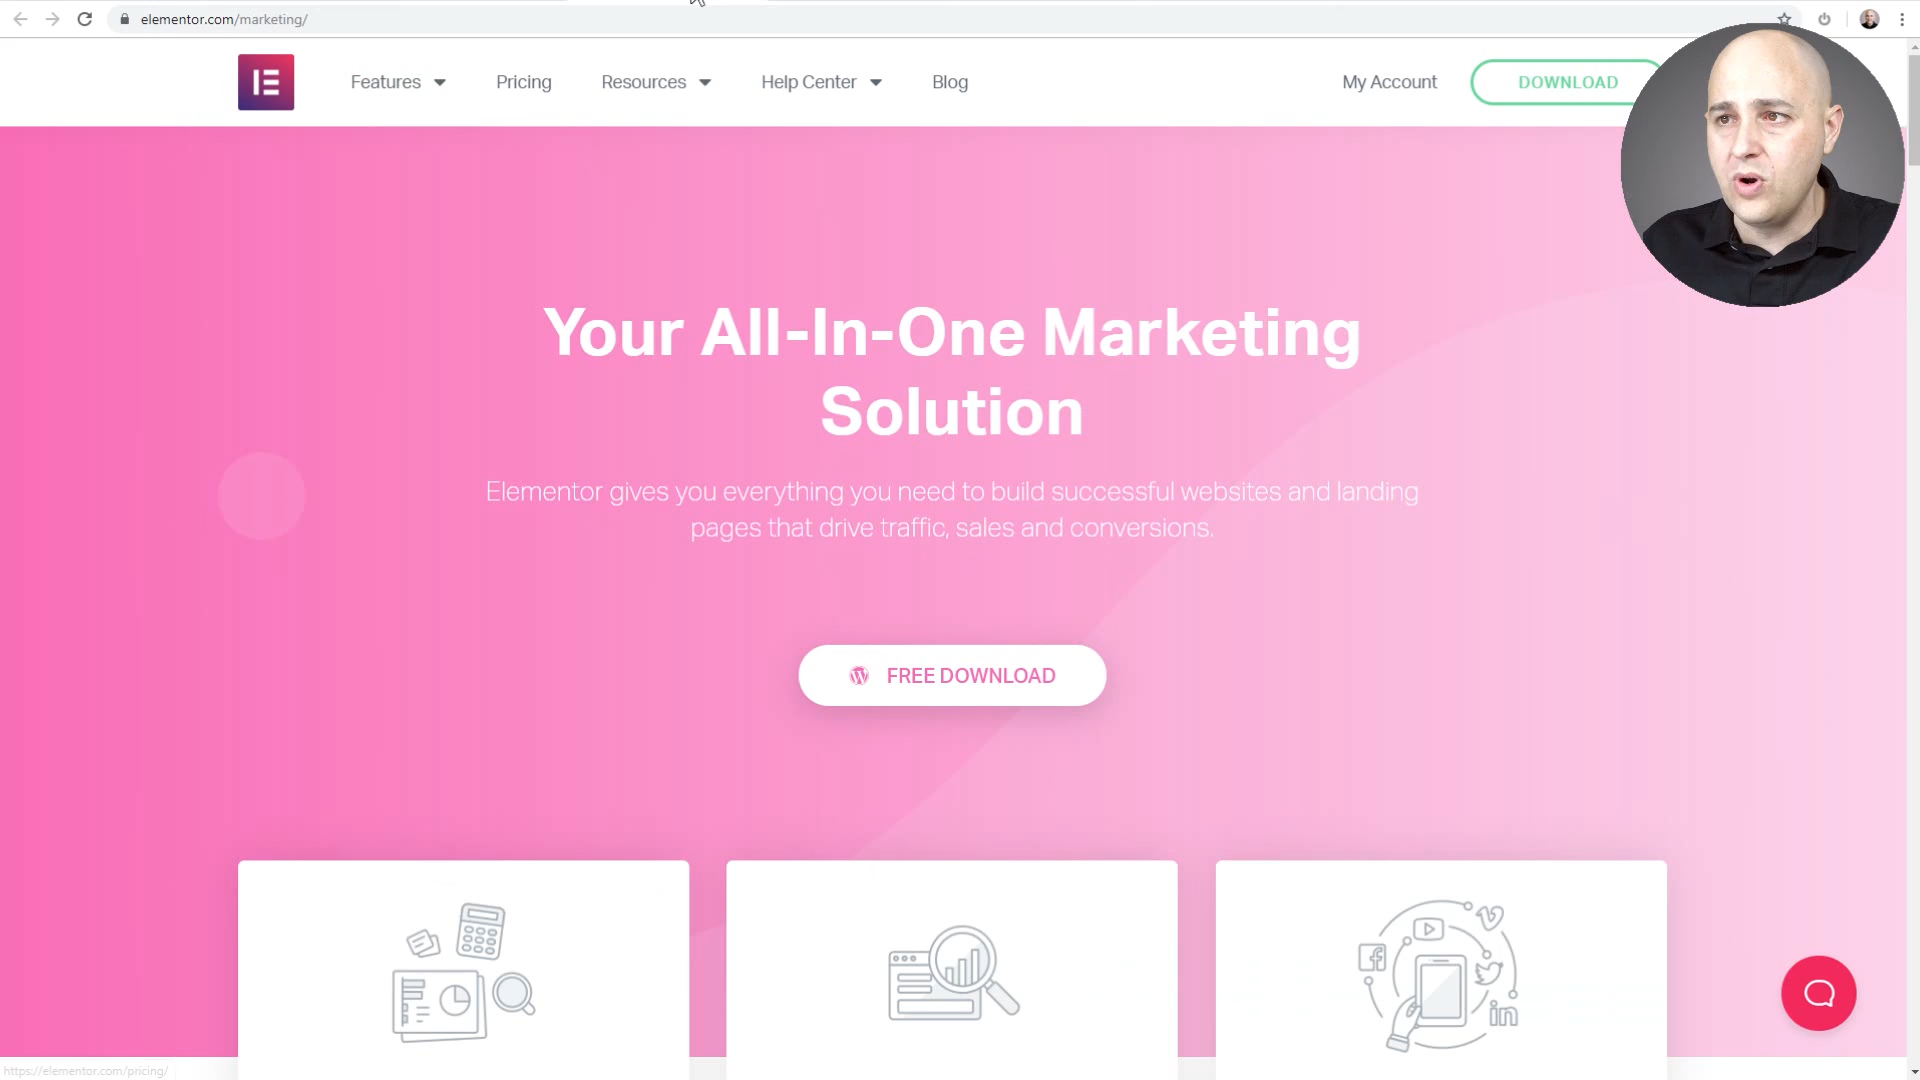 elementor.com/marketing/
Features Pricing Resources Help Center Blog My Account DOWNLOAD
Your All-In-One Marketing
Solution
Elementor gives you everything you need to build successful websites and landing
pages that drive traffic, sales and conversions.
FREE DOWNLOAD
https://elementor.com/pricing/